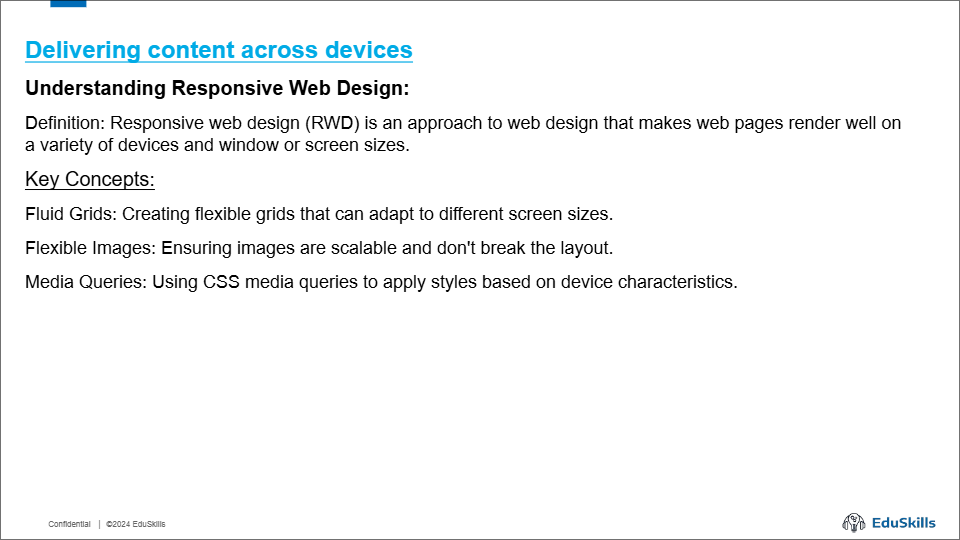 Delivering content across devices
Understanding Responsive Web Design:
Definition: Responsive web design (RWD) is an approach to web design that makes web pages render well on
a variety of devices and window or screen sizes.
Key Concepts:
Fluid Grids: Creating flexible grids that can adapt to different screen sizes.
Flexible Images: Ensuring images are scalable and don't break the layout.
Media Queries: Using CSS media queries to apply styles based on device characteristics.
Confidential | ©2024 EduSkills
EduSkills